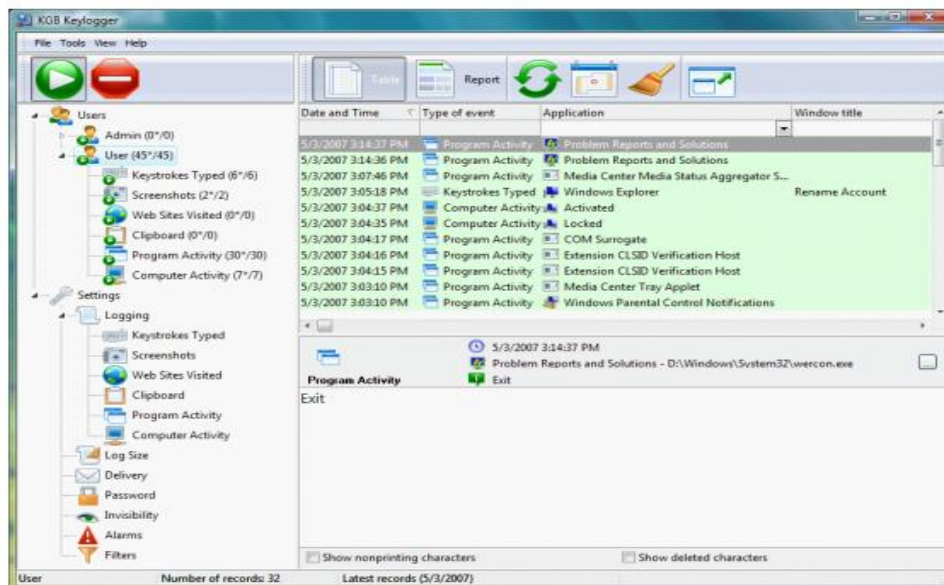 KGB Keylogger
File Tools View Help
Table Report
Users
Admin (0*/0)
User (45*/45)
Keystrokes Typed (6*/6)
Screenshots (2*/2)
Web Sites Visited (0*/0)
Clipboard (0*/0)
Program Activity (30*/30)
Computer Activity (7*/7)
Settings
Logging
Keystrokes Typed
Screenshots
Web Sites Visited
Clipboard
Program Activity
Computer Activity
Log Size
Delivery
Password
Invisibility
Alarms
Filters
Date and Time Type of event Application Window title
5/3/2007 3:14:37 PM Program Activity Problem Reports and Solutions
5/3/2007 3:14:36 PM Program Activity Problem Reports and Solutions
5/3/2007 3:07:46 PM Program Activity Media Center Media Status Aggregator S...
5/3/2007 3:05:18 PM Keystrokes Typed Windows Explorer Rename Account
5/3/2007 3:04:37 PM Computer Activity Activated
5/3/2007 3:04:35 PM Computer Activity Locked
5/3/2007 3:04:17 PM Program Activity COM Surrogate
5/3/2007 3:04:16 PM Program Activity Extension CLSID Verification Host
5/3/2007 3:04:15 PM Program Activity Extension CLSID Verification Host
5/3/2007 3:03:10 PM Program Activity Media Center Tray Applet
5/3/2007 3:03:10 PM Program Activity Windows Parental Control Notifications
Program Activity
5/3/2007 3:14:37 PM
Problem Reports and Solutions - D:\Windows\System32\wercon.exe
Exit
Exit
Show nonprinting characters Show deleted characters
User Number of records: 32 Latest records (5/3/2007)